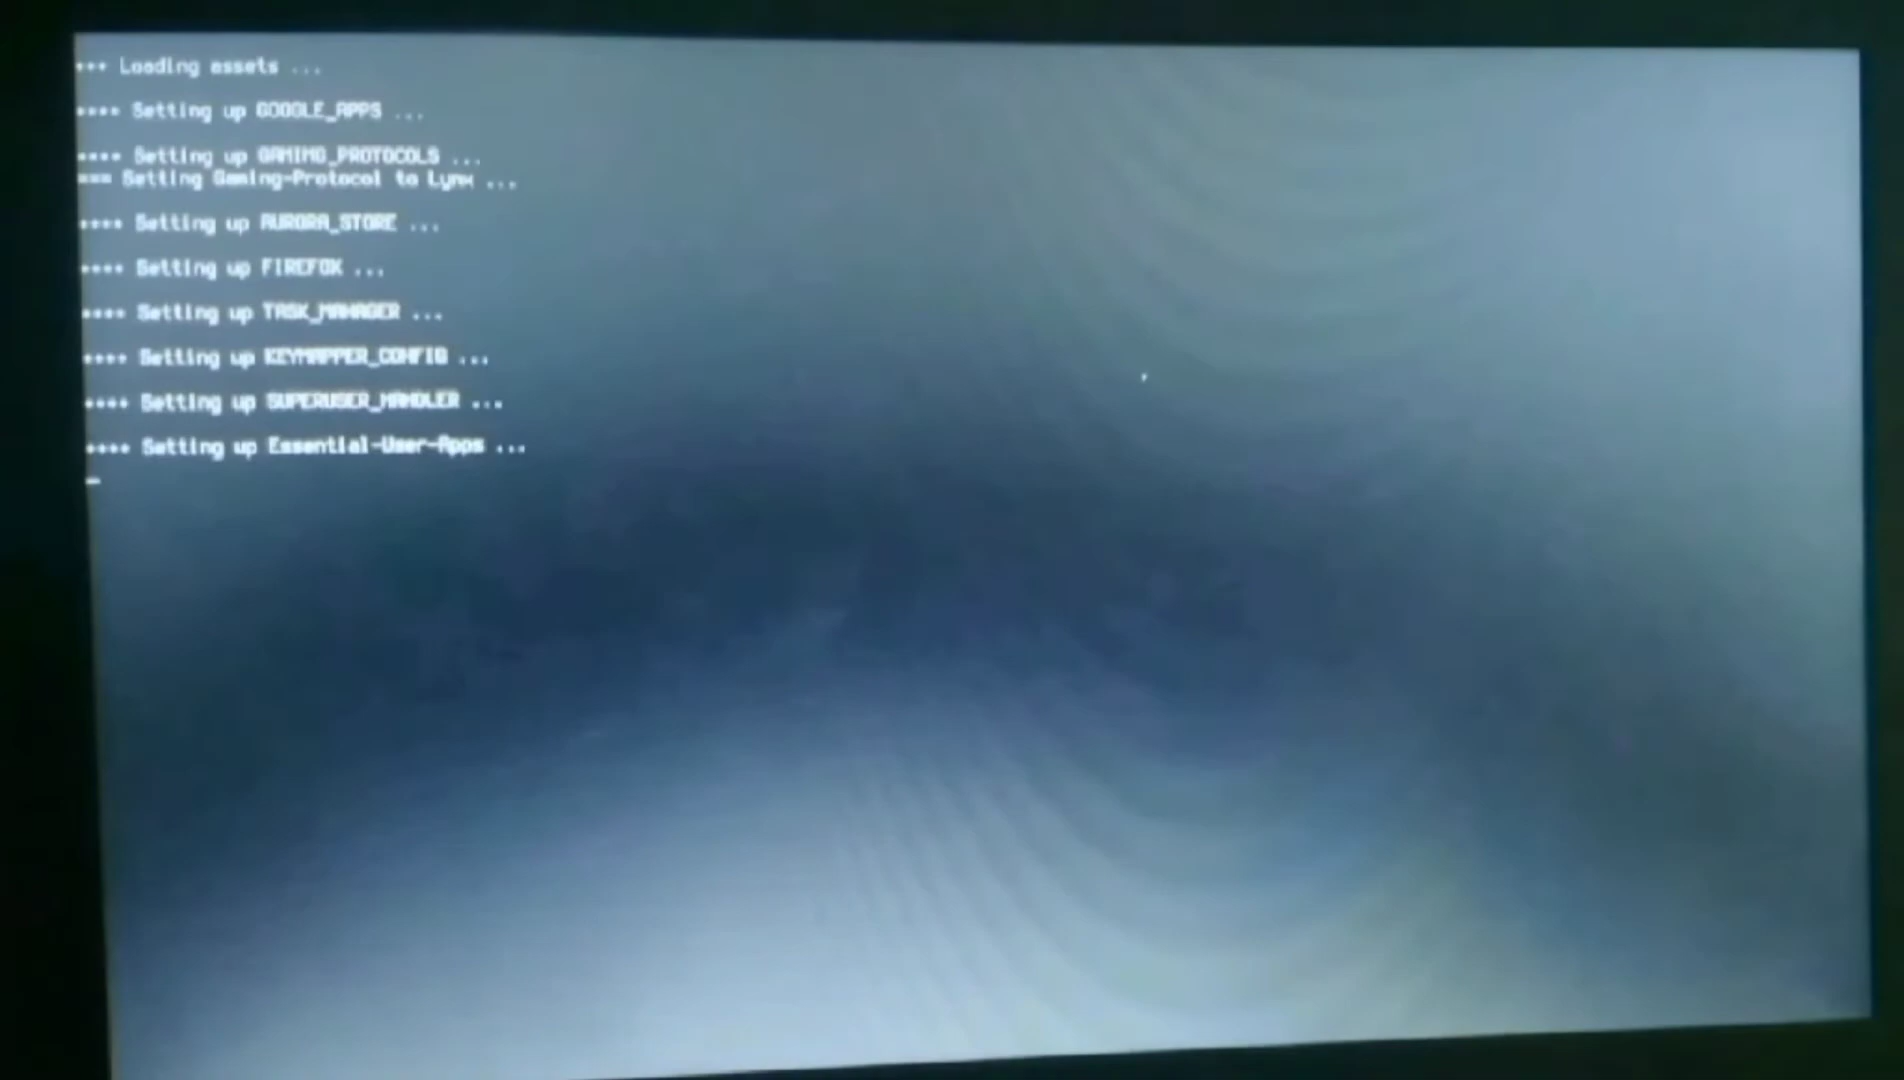 *** Loading assets ...
**** Setting up GOOGLE_APPS ...
**** Setting up GAMING_PROTOCOLS ...
=== Setting Gaming-Protocol to Lynx ...
**** Setting up AURORA_STORE ...
**** Setting up FIREFOX ...
**** Setting up TASK_MANAGER ...
**** Setting up KEYMAPPER_CONFIG ...
**** Setting up SUPERUSER_HANDLER ...
**** Setting up Essential-User-Apps ...